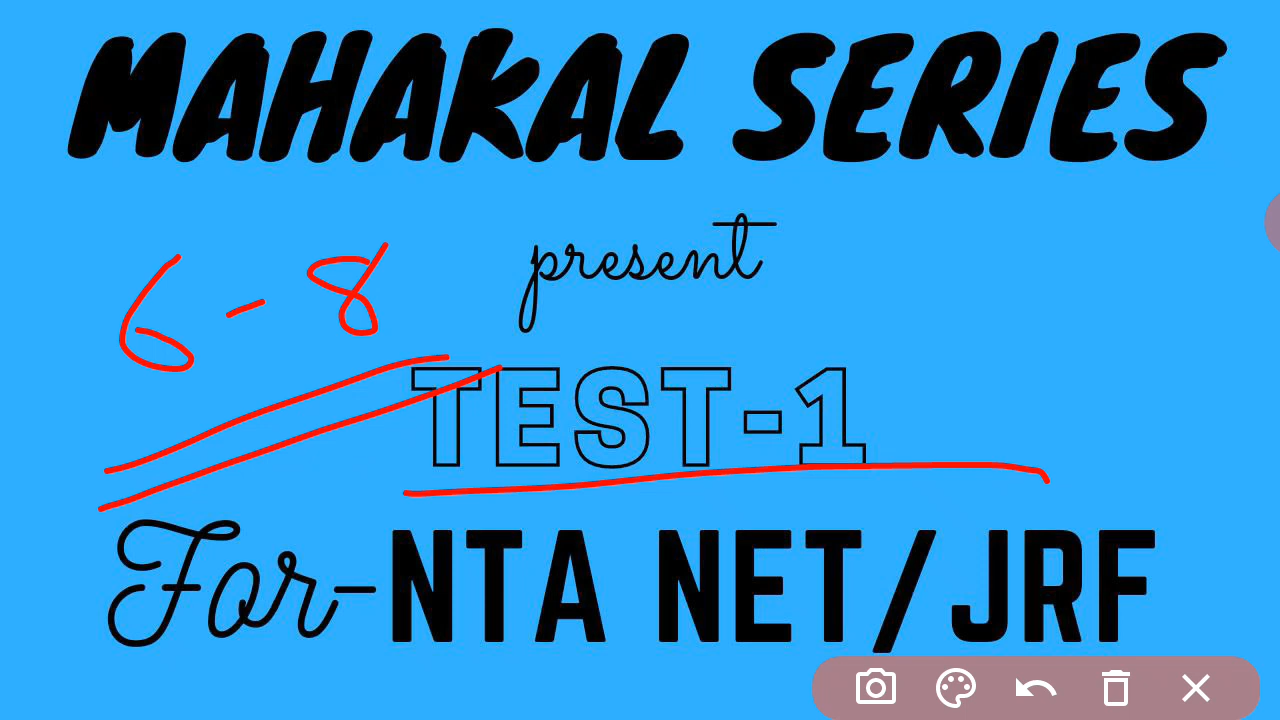 MAHAKAL SERIES
present
6-8
TEST-1
For-NTA NET/JRF